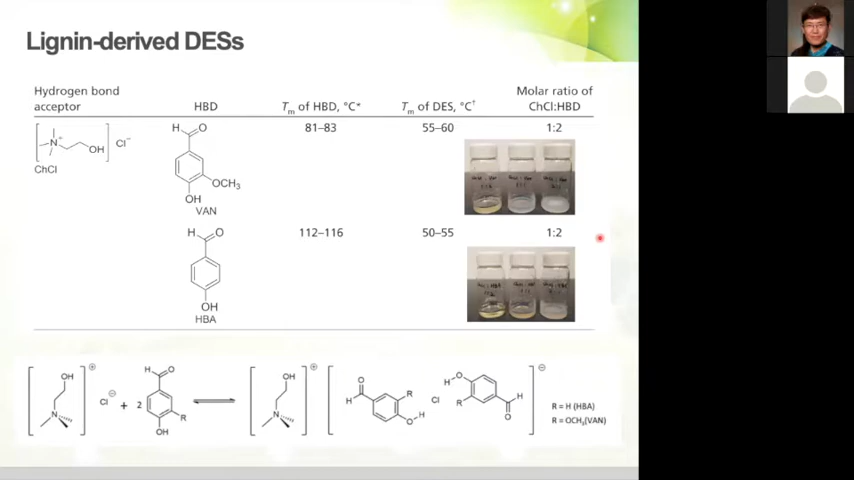 Lignin-derived DESs
Hydrogen bond acceptor HBD Tm of HBD, °C* Tm of DES, °C† Molar ratio of ChCl:HBD
N+ OH Cl−
ChCl
H O
OCH3
OH
VAN
81–83 55–60 1:2
H O
OH
HBA
112–116 50–55 1:2
OH N ⊕ Cl ⊖ + 2 H O R OH
OH N ⊕
O H R O H Cl H O R H O ⊖
R = H (HBA)
R = OCH3(VAN)